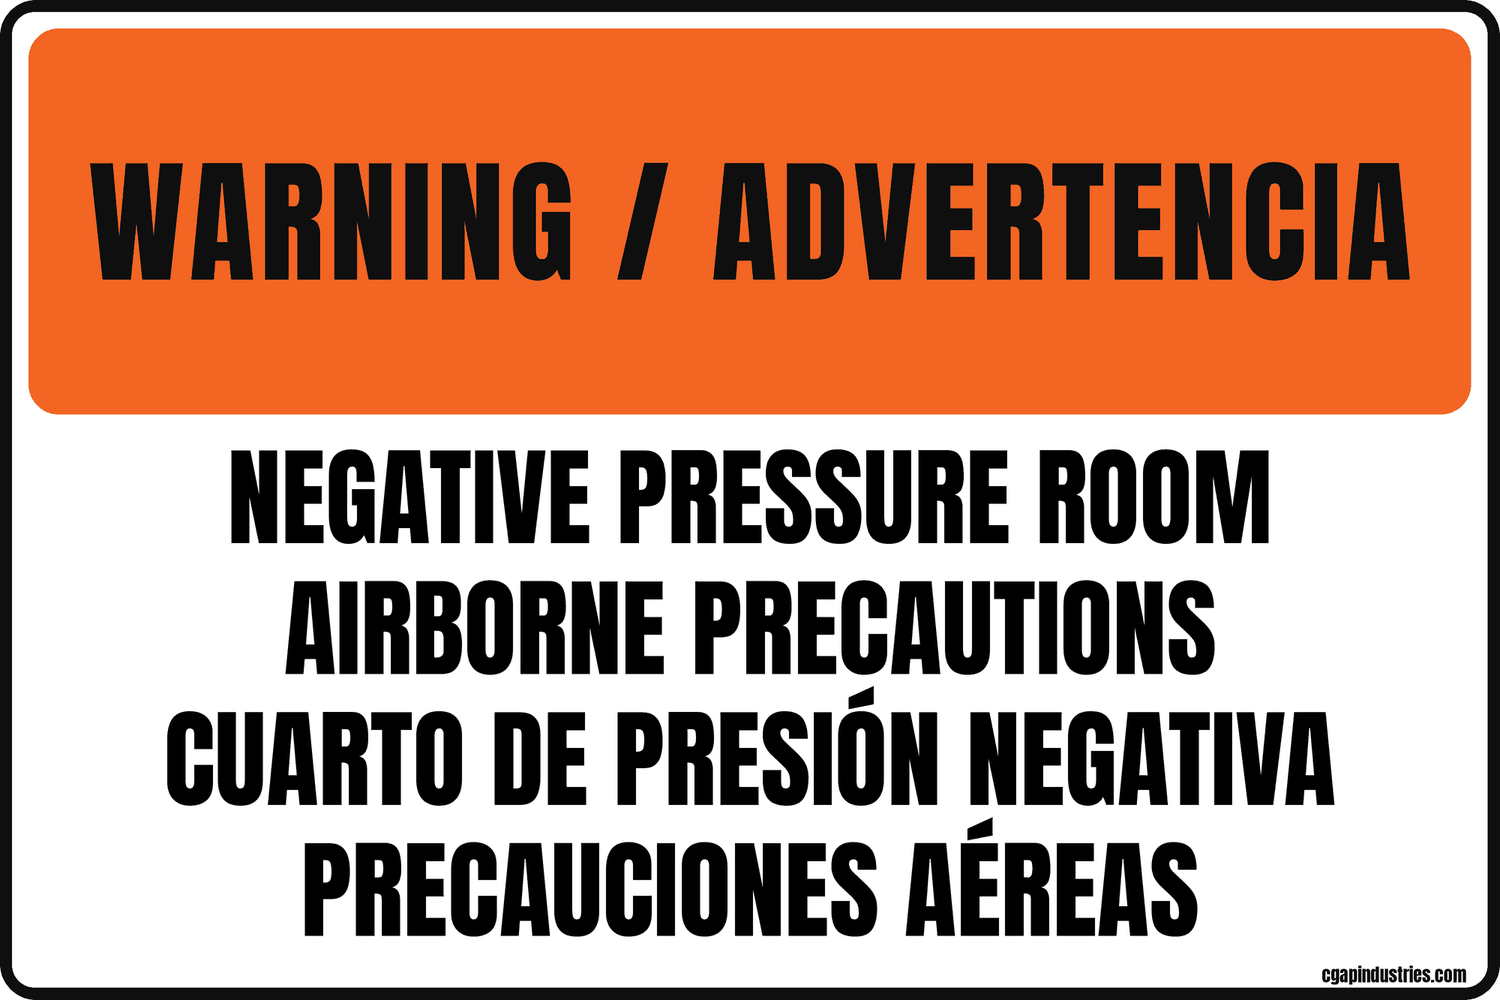 WARNING / ADVERTENCIA
NEGATIVE PRESSURE ROOM
AIRBORNE PRECAUTIONS
CUARTO DE PRESIÓN NEGATIVA
PRECAUCIONES AÉREAS
cgapindustries.com